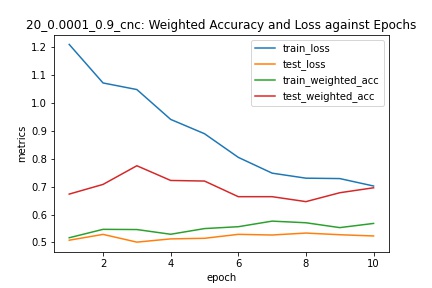 20_0.0001_0.9_cnc: Weighted Accuracy and Loss against Epochs
train_loss
test_loss
train_weighted_acc
test_weighted_acc
metrics
1.2
1.1
1.0
0.9
0.8
0.7
0.6
0.5
2
4
6
8
10
epoch